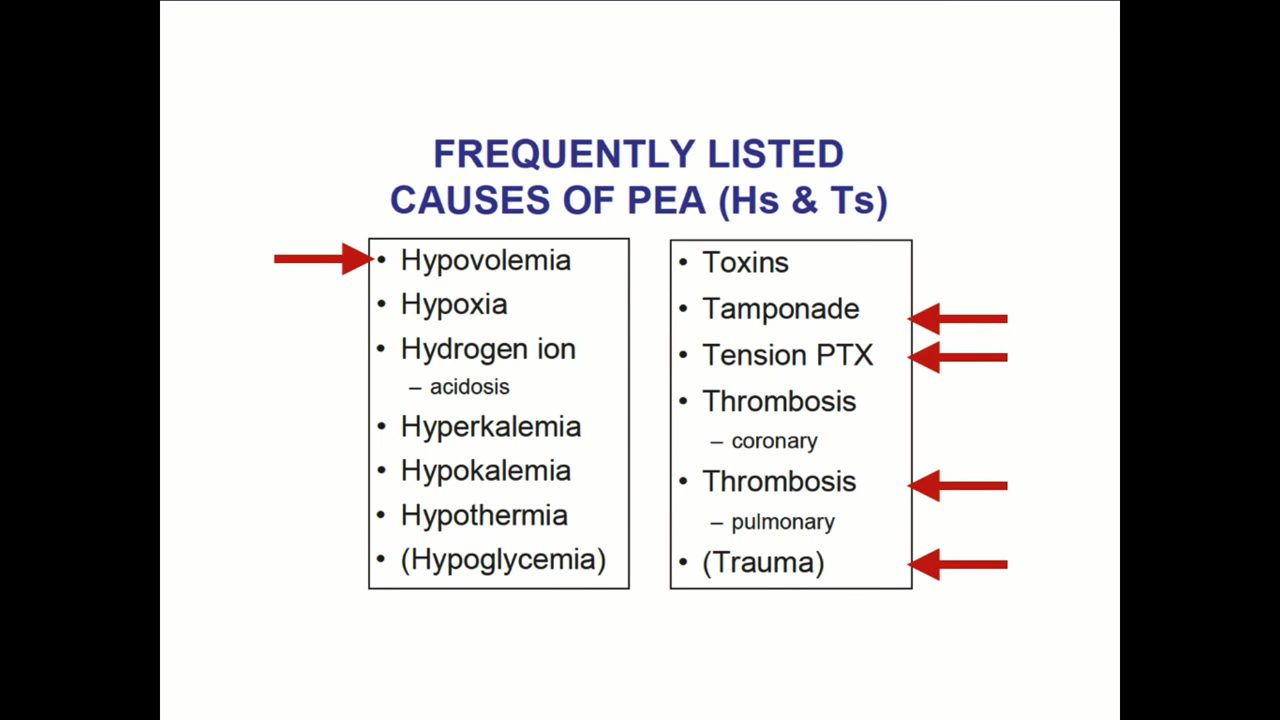 FREQUENTLY LISTED
CAUSES OF PEA (Hs & Ts)
• Hypovolemia
• Hypoxia
• Hydrogen ion
– acidosis
• Hyperkalemia
• Hypokalemia
• Hypothermia
• (Hypoglycemia)
• Toxins
• Tamponade
• Tension PTX
• Thrombosis
– coronary
• Thrombosis
– pulmonary
• (Trauma)